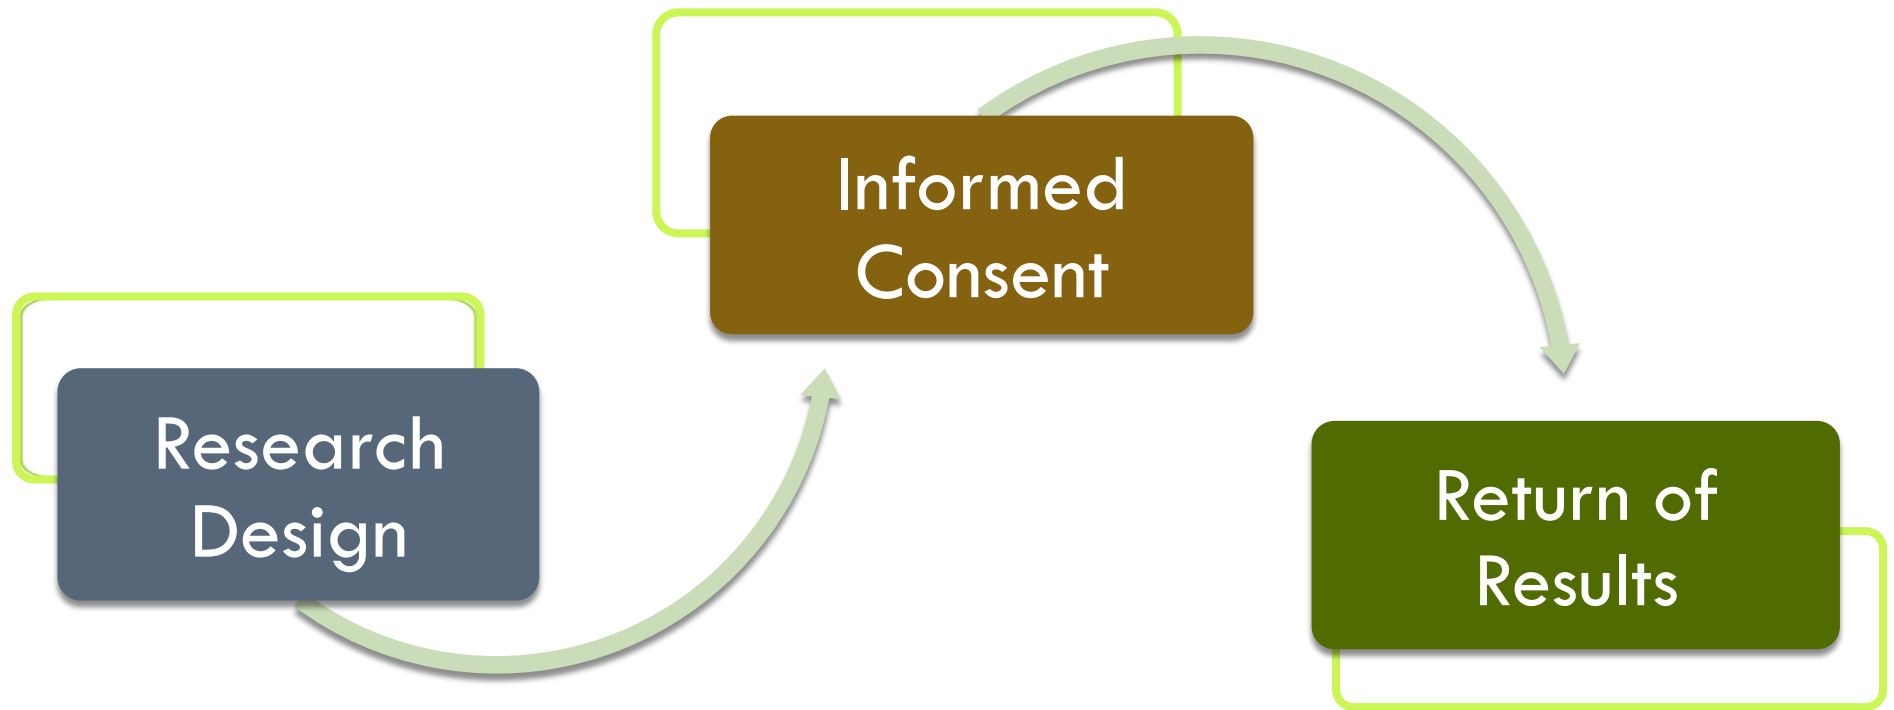 Research
Design
Informed
Consent
Return of
Results